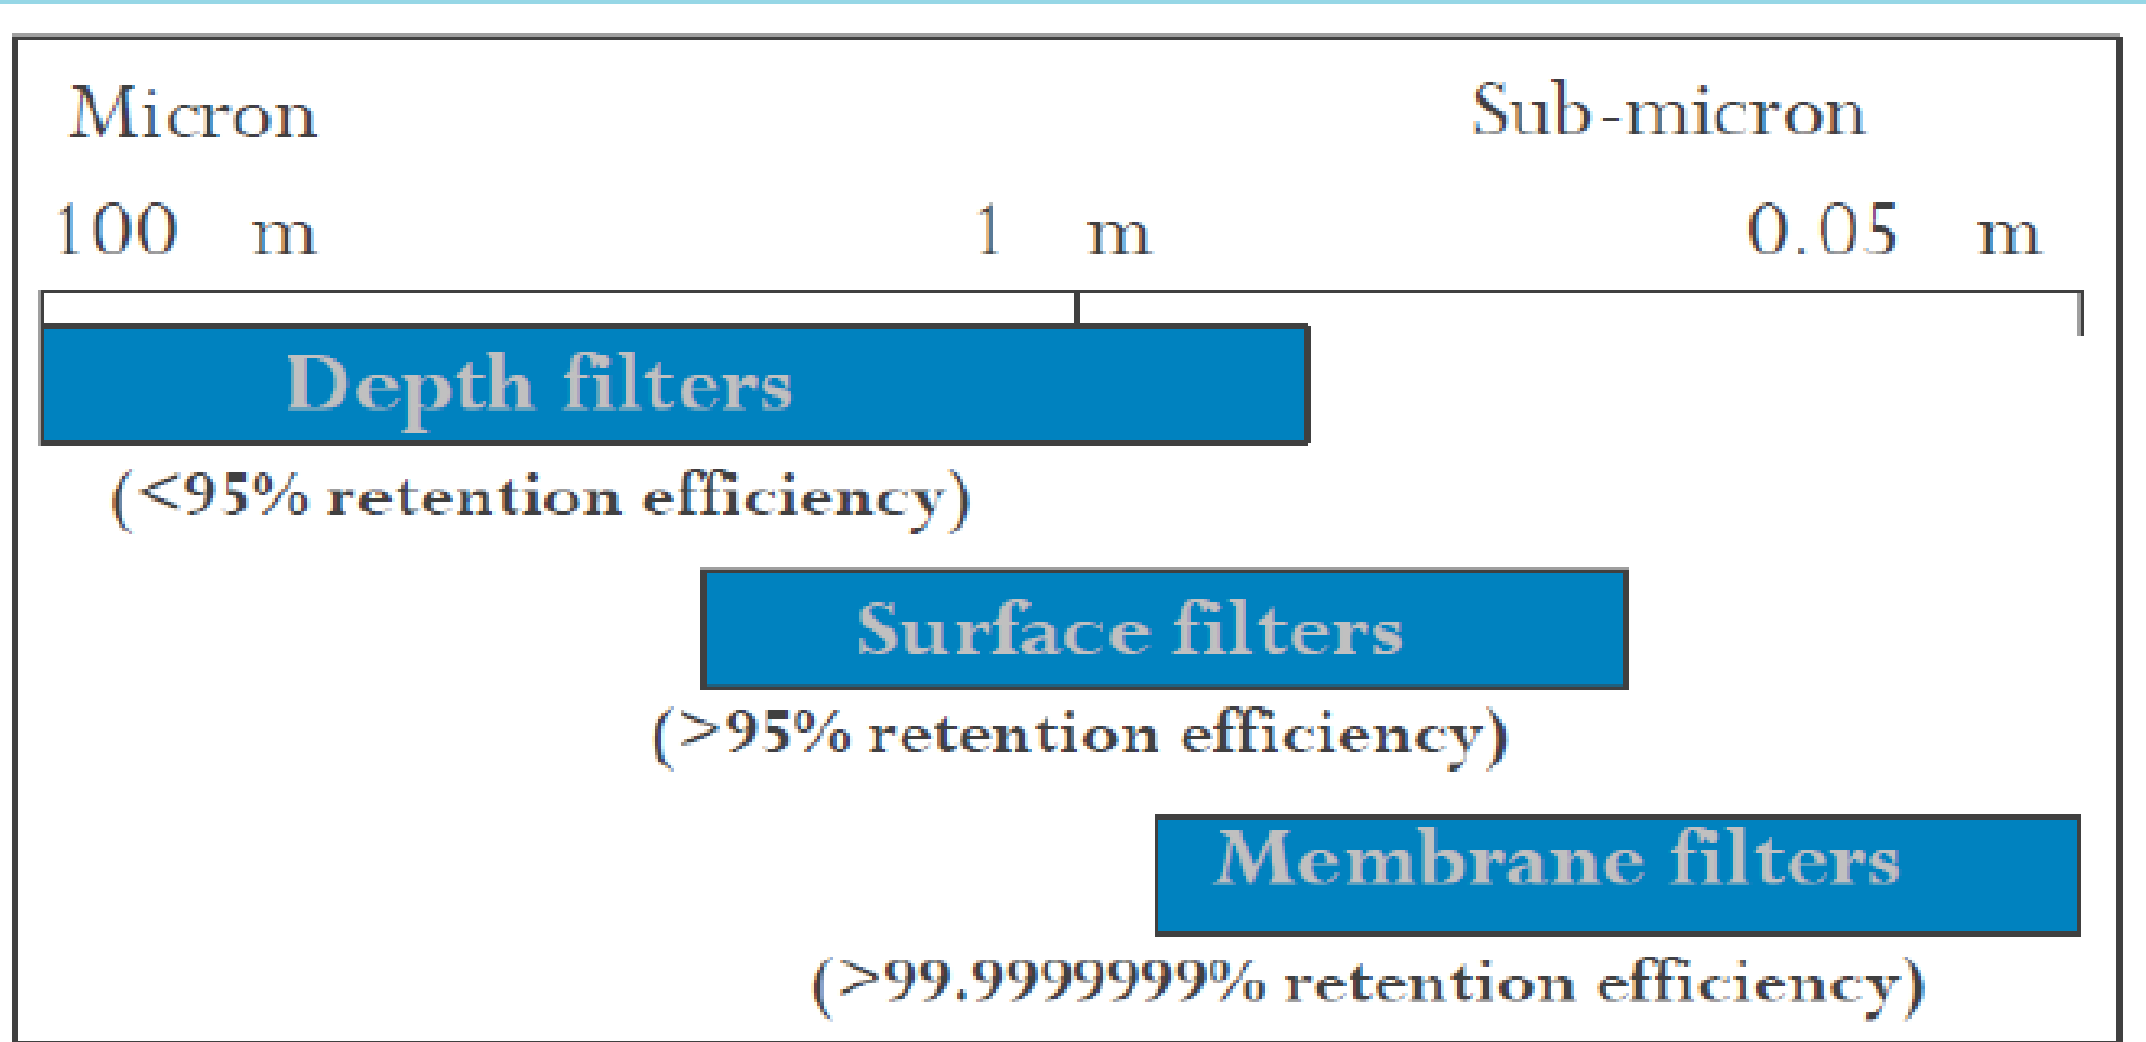 Micron Sub-micron
100 m 1 m 0.05 m
Depth filters
(<95% retention efficiency)
Surface filters
(>95% retention efficiency)
Membrane filters
(>99.9999999% retention efficiency)